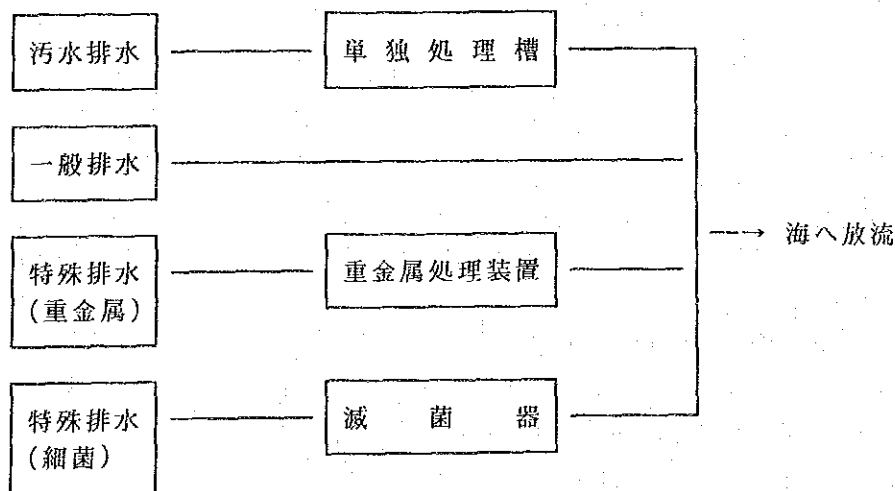 汚水排水
単独処理槽
一般排水
特殊排水
(重金属)
重金属処理装置
海へ放流
特殊排水
(細菌)
滅菌器